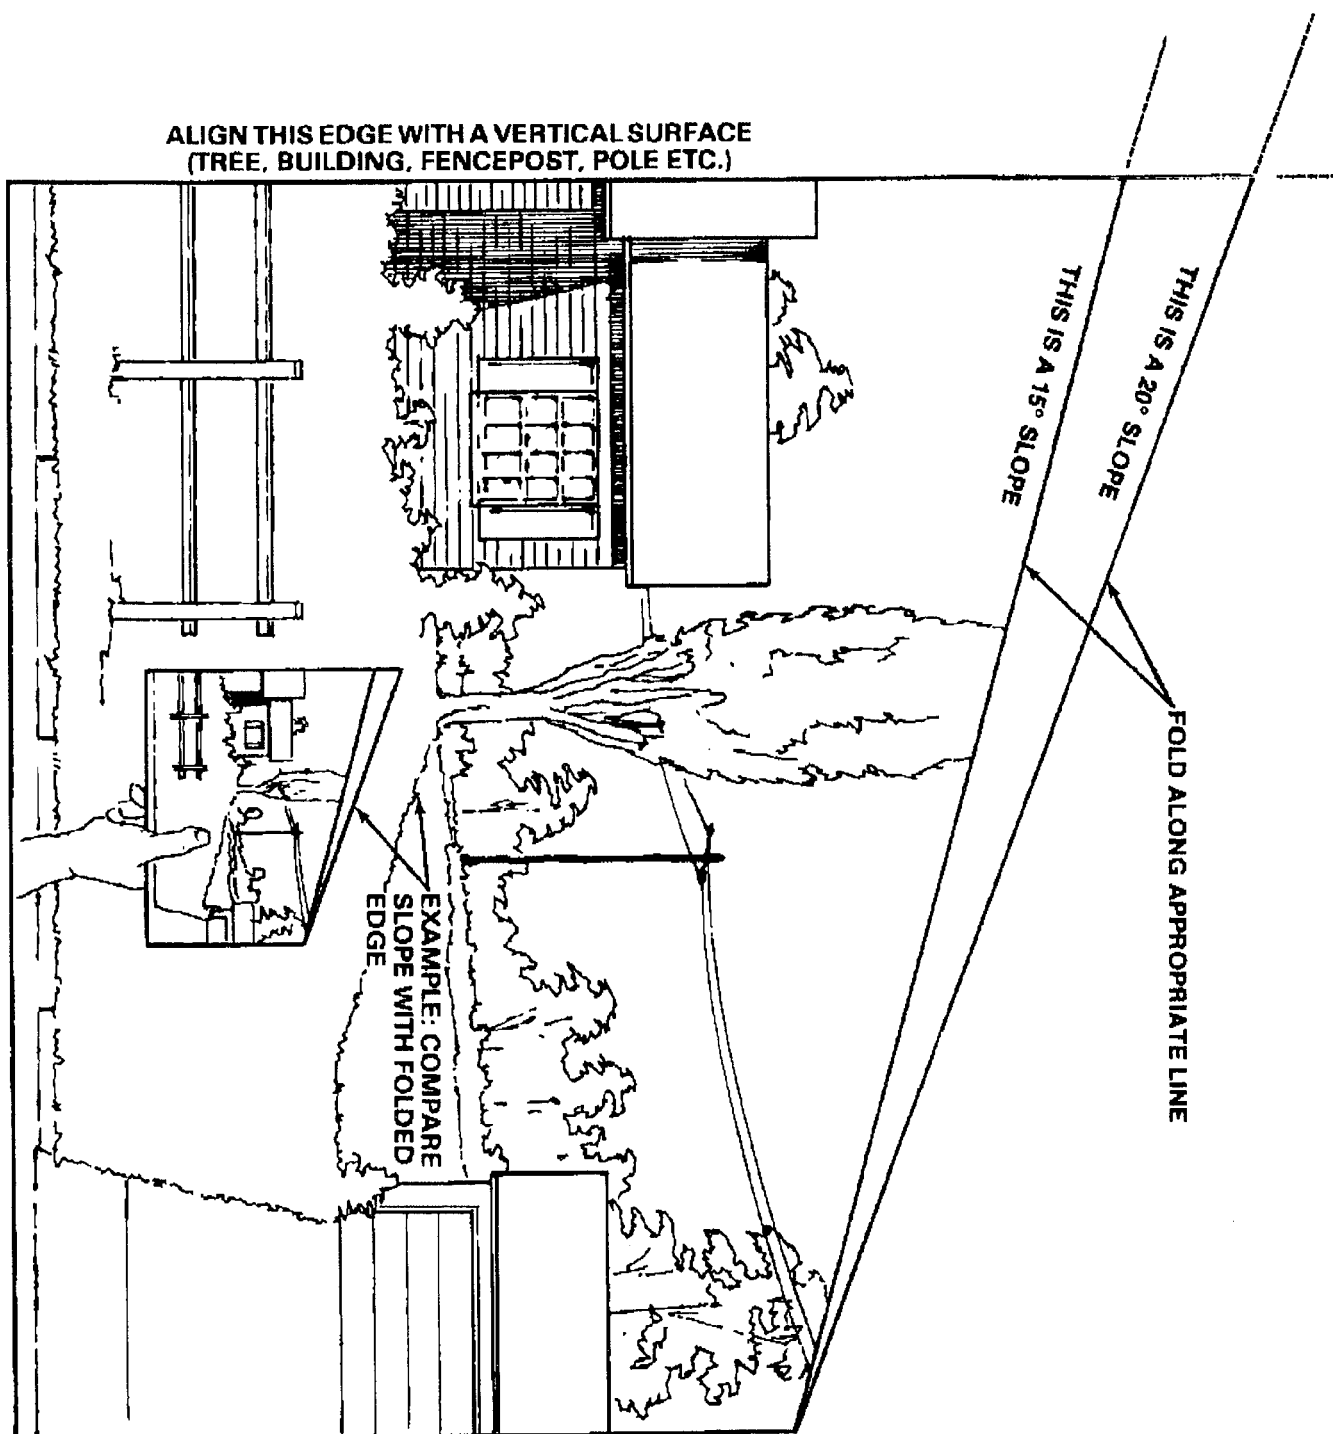 ALIGN THIS EDGE WITH A VERTICAL SURFACE
(TREE, BUILDING, FENCEPOST, POLE ETC.)
THIS IS A 20° SLOPE
THIS IS A 15° SLOPE
FOLD ALONG APPROPRIATE LINE
EXAMPLE: COMPARE
SLOPE WITH FOLDED
EDGE